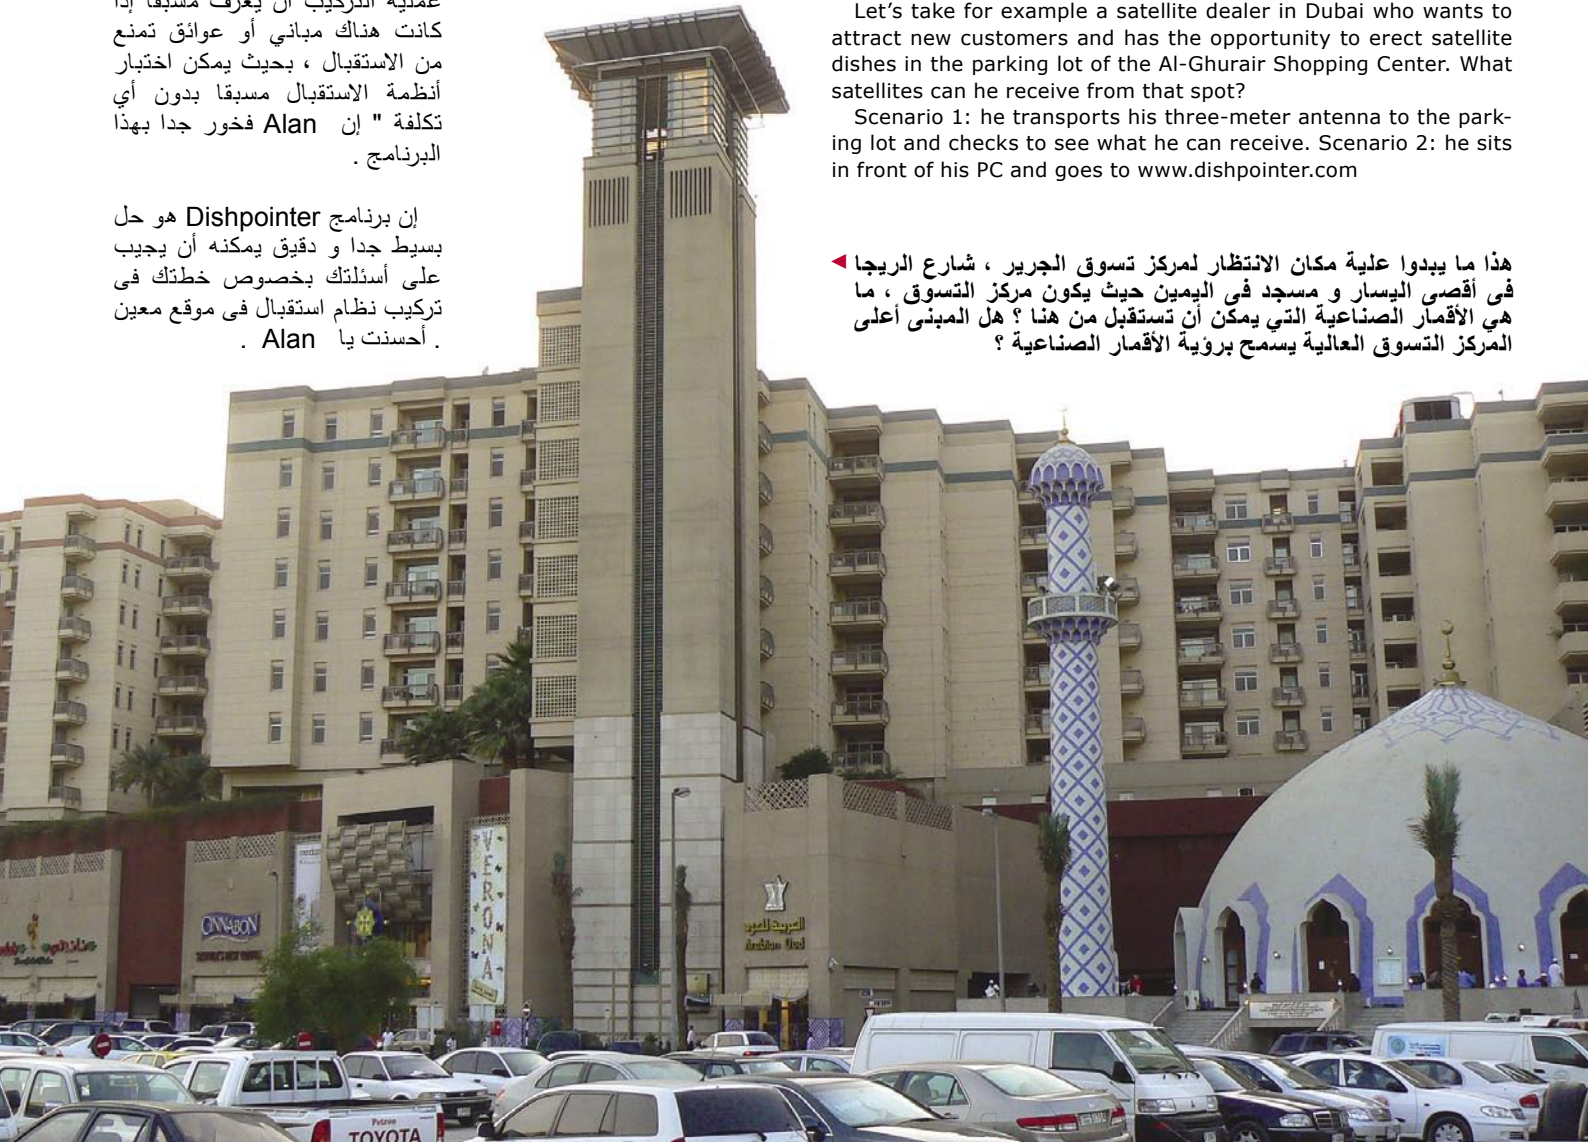 عملية التركيب أن يعرف مسبقا إذا
كانت هناك مباني أو عوائق تمنع
من الاستقبال ، بحيث يمكن اختبار
أنظمة الاستقبال مسبقا بدون أي
تكلفة " إن Alan فخور جدا بهذا
البرنامج .
إن برنامج Dishpointer هو حل
بسيط جدا و دقيق يمكنه أن يجيب
على أسئلتك بخصوص خطتك فى
تركيب نظام استقبال فى موقع معين
. أحسنت يا Alan .
Let’s take for example a satellite dealer in Dubai who wants to
attract new customers and has the opportunity to erect satellite
dishes in the parking lot of the Al-Ghurair Shopping Center. What
satellites can he receive from that spot?
Scenario 1: he transports his three-meter antenna to the park-
ing lot and checks to see what he can receive. Scenario 2: he sits
in front of his PC and goes to www.dishpointer.com
هذا ما يبدوا علية مكان الانتظار لمركز تسوق الجرير ، شارع الريجا
فى أقصى اليسار و مسجد فى اليمين حيث يكون مركز التسوق ، ما
هي الأقمار الصناعية التي يمكن أن تستقبل من هنا ؟ هل المبنى أعلى
المركز التسوق العالية يسمح برؤية الأقمار الصناعية ؟
CINNABON
VERONA
العربية للعود
Arabian Oud
TOYOTA